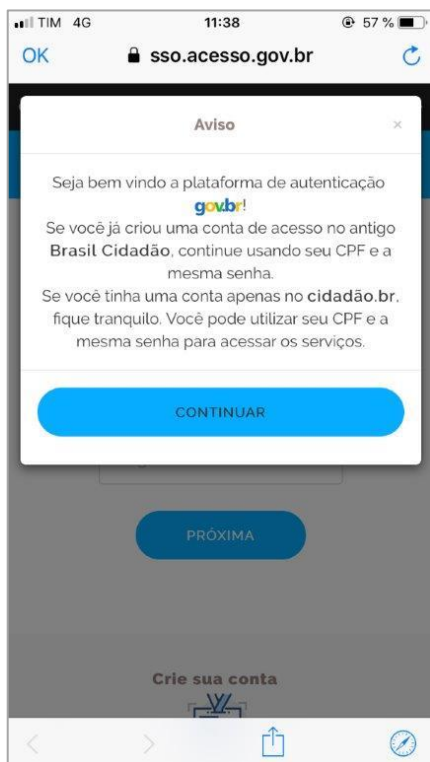 TIM 4G 11:38 57 %
OK sso.acesso.gov.br
Aviso ×
Seja bem vindo a plataforma de autenticação
gov.br!
Se você já criou uma conta de acesso no antigo
Brasil Cidadão, continue usando seu CPF e a
mesma senha.
Se você tinha uma conta apenas no cidadão.br,
fique tranquilo. Você pode utilizar seu CPF e a
mesma senha para acessar os serviços.
CONTINUAR
PRÓXIMA
Crie sua conta